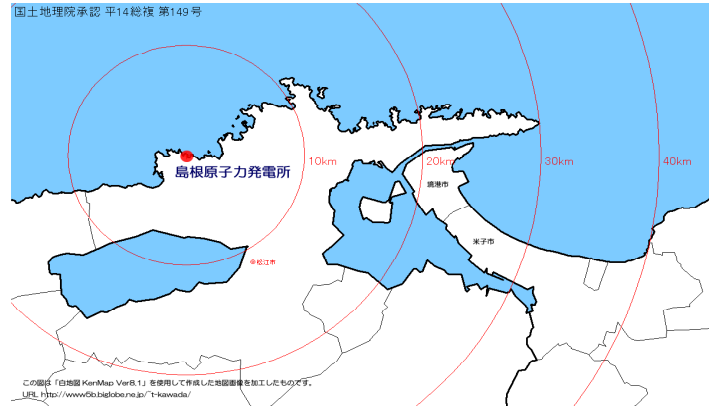 国土地理院承認 平14総複 第149号
島根原子力発電所
10km
20km
30km
40km
境港市
米子市
◎松江市
この図は「白地図 KenMap Ver8.1」を使用して作成した地図画像を加工したものです。
URL http://www5b.biglobe.ne.jp/~t-kawada/